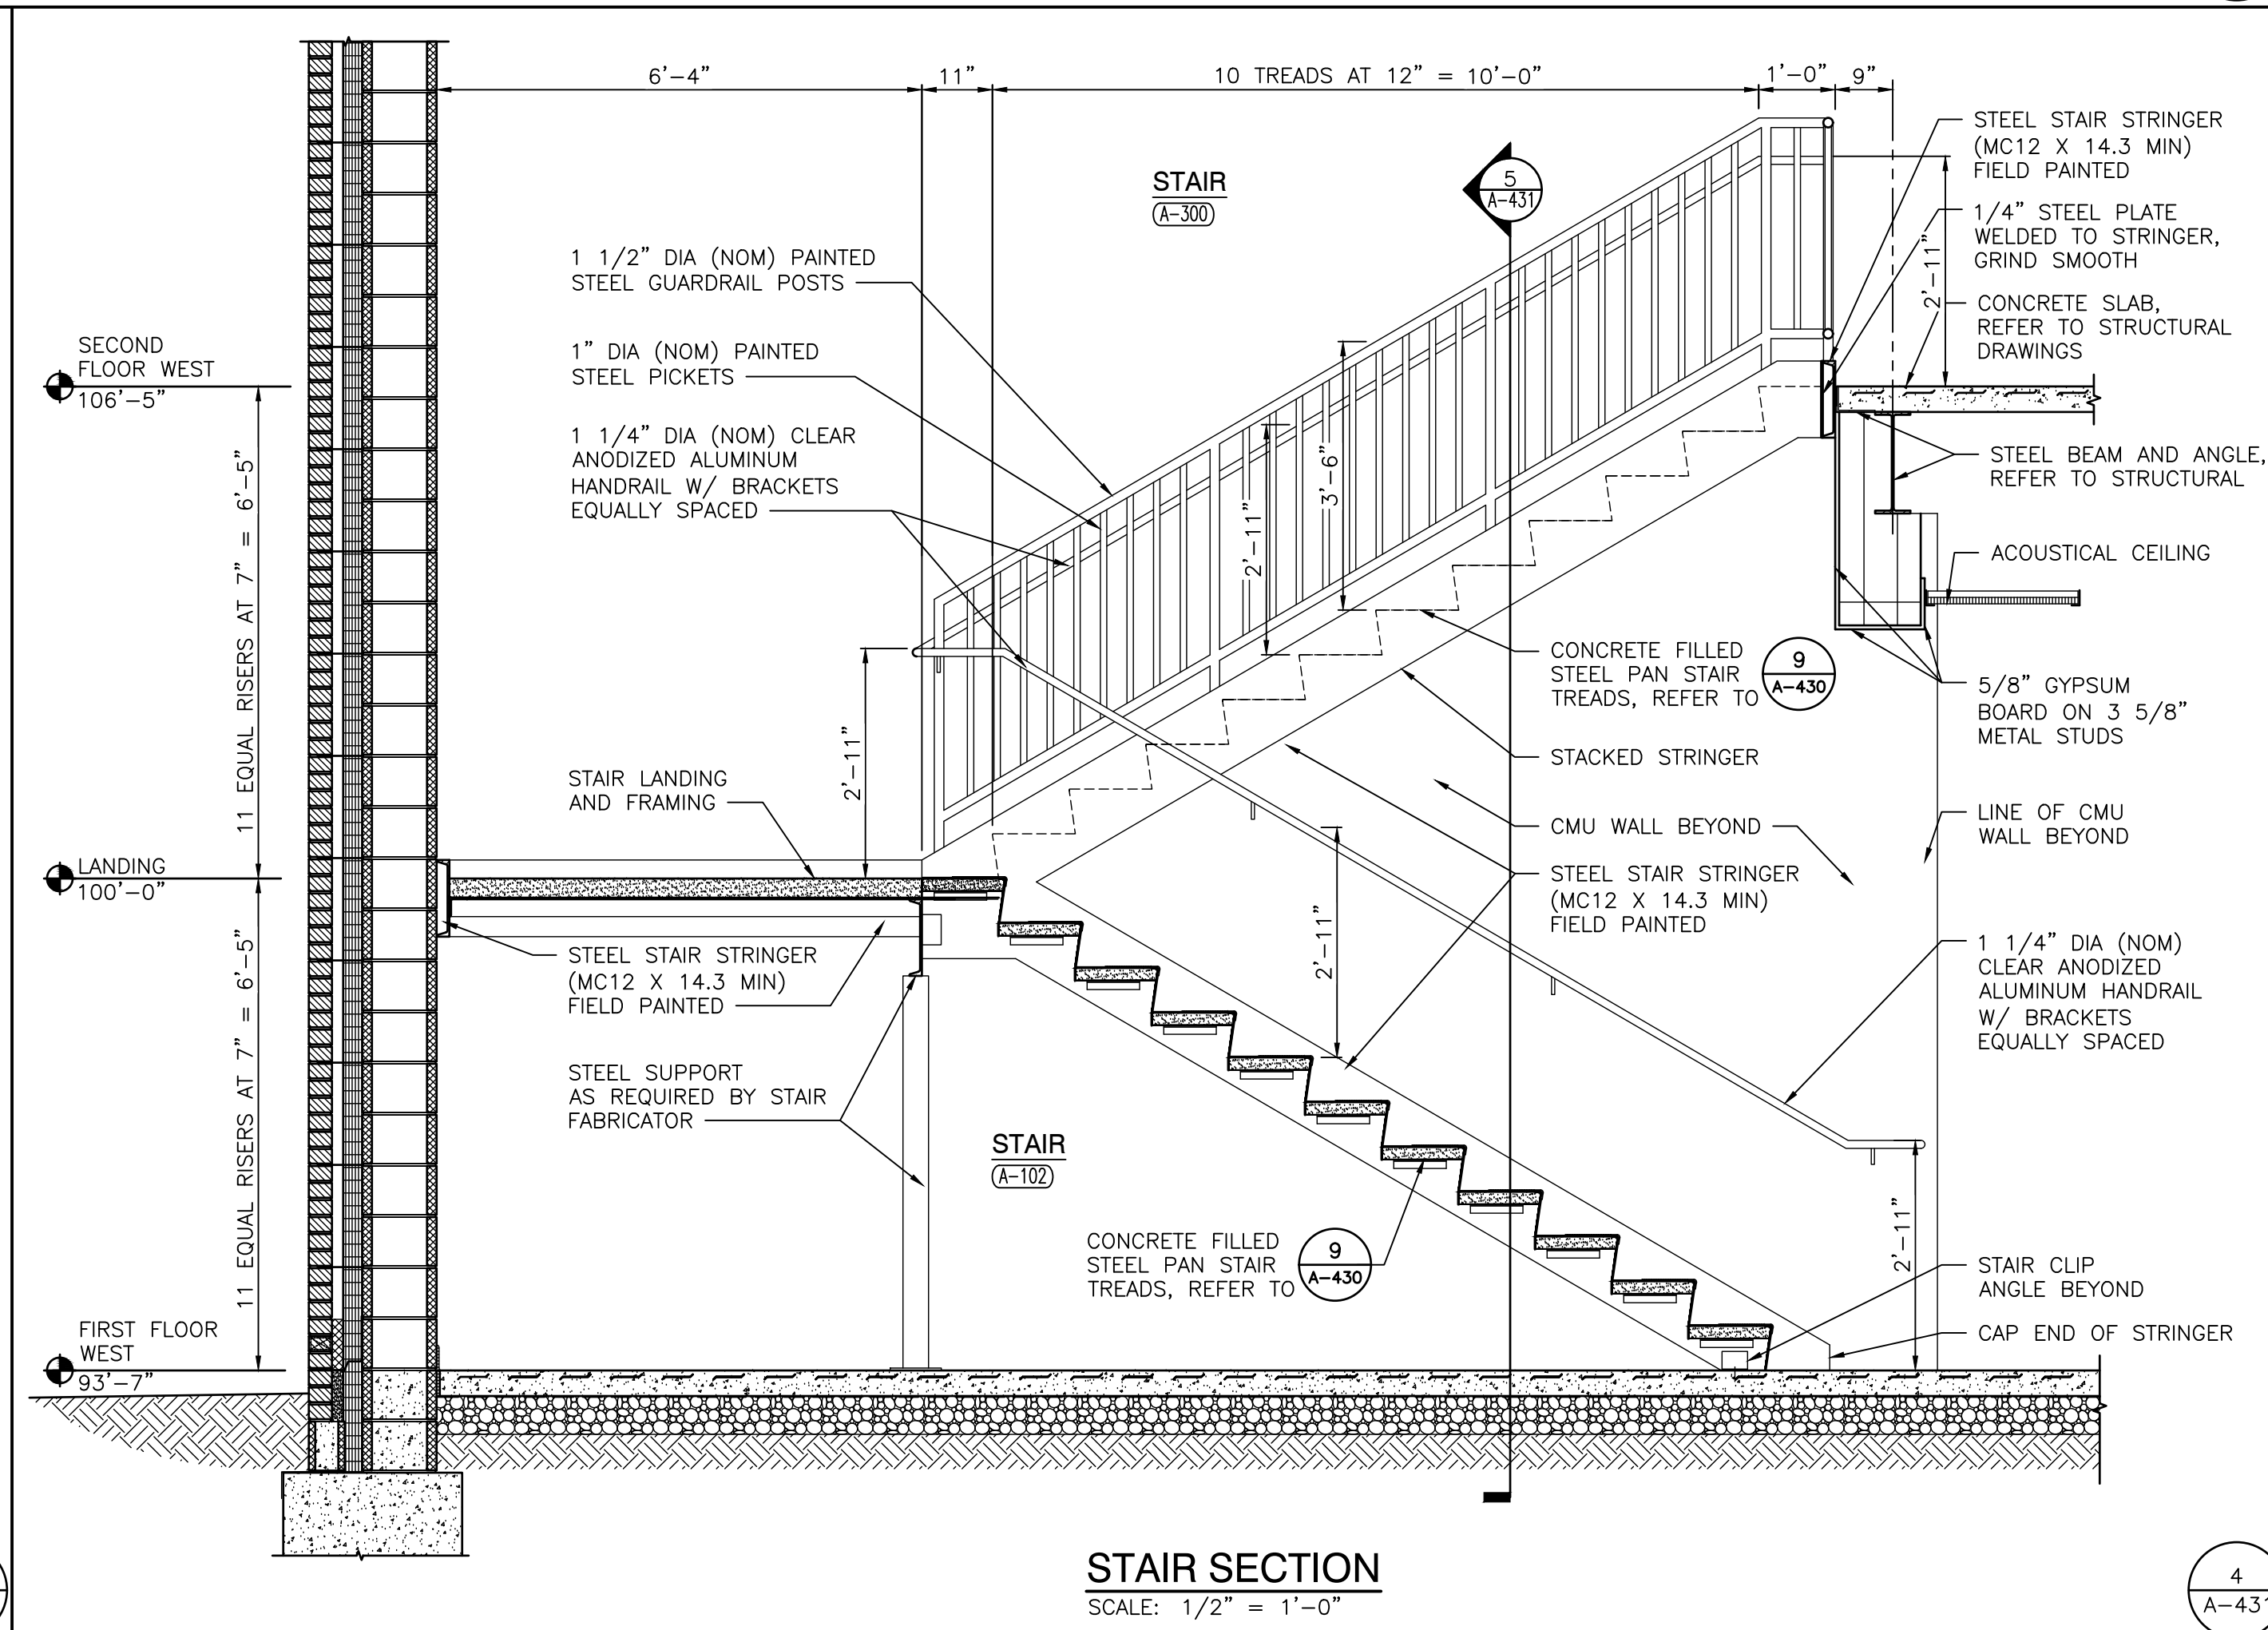 6'-4"
11"
10 TREADS AT 12" = 10'-0"
1'-0"
9"
STEEL STAIR STRINGER
(MC12 X 14.3 MIN)
FIELD PAINTED
1/4" STEEL PLATE
WELDED TO STRINGER,
GRIND SMOOTH
CONCRETE SLAB,
REFER TO STRUCTURAL
DRAWINGS
2'-11"
STAIR
A-300
5
A-431
1 1/2" DIA (NOM) PAINTED
STEEL GUARDRAIL POSTS
1" DIA (NOM) PAINTED
STEEL PICKETS
1 1/4" DIA (NOM) CLEAR
ANODIZED ALUMINUM
HANDRAIL W/ BRACKETS
EQUALLY SPACED
SECOND
FLOOR WEST
106'-5"
11 EQUAL RISERS AT 7" = 6'-5"
3'-6"
2'-11"
STEEL BEAM AND ANGLE,
REFER TO STRUCTURAL
ACOUSTICAL CEILING
CONCRETE FILLED
STEEL PAN STAIR
TREADS, REFER TO
9
A-430
5/8" GYPSUM
BOARD ON 3 5/8"
METAL STUDS
STACKED STRINGER
2'-11"
STAIR LANDING
AND FRAMING
CMU WALL BEYOND
LINE OF CMU
WALL BEYOND
LANDING
100'-0"
STEEL STAIR STRINGER
(MC12 X 14.3 MIN)
FIELD PAINTED
2'-11"
1 1/4" DIA (NOM)
CLEAR ANODIZED
ALUMINUM HANDRAIL
W/ BRACKETS
EQUALLY SPACED
11 EQUAL RISERS AT 7" = 6'-5"
STEEL STAIR STRINGER
(MC12 X 14.3 MIN)
FIELD PAINTED
STEEL SUPPORT
AS REQUIRED BY STAIR
FABRICATOR
STAIR
A-102
CONCRETE FILLED
STEEL PAN STAIR
TREADS, REFER TO
9
A-430
2'-11"
STAIR CLIP
ANGLE BEYOND
CAP END OF STRINGER
FIRST FLOOR
WEST
93'-7"
STAIR SECTION
SCALE: 1/2" = 1'-0"
4
A-431